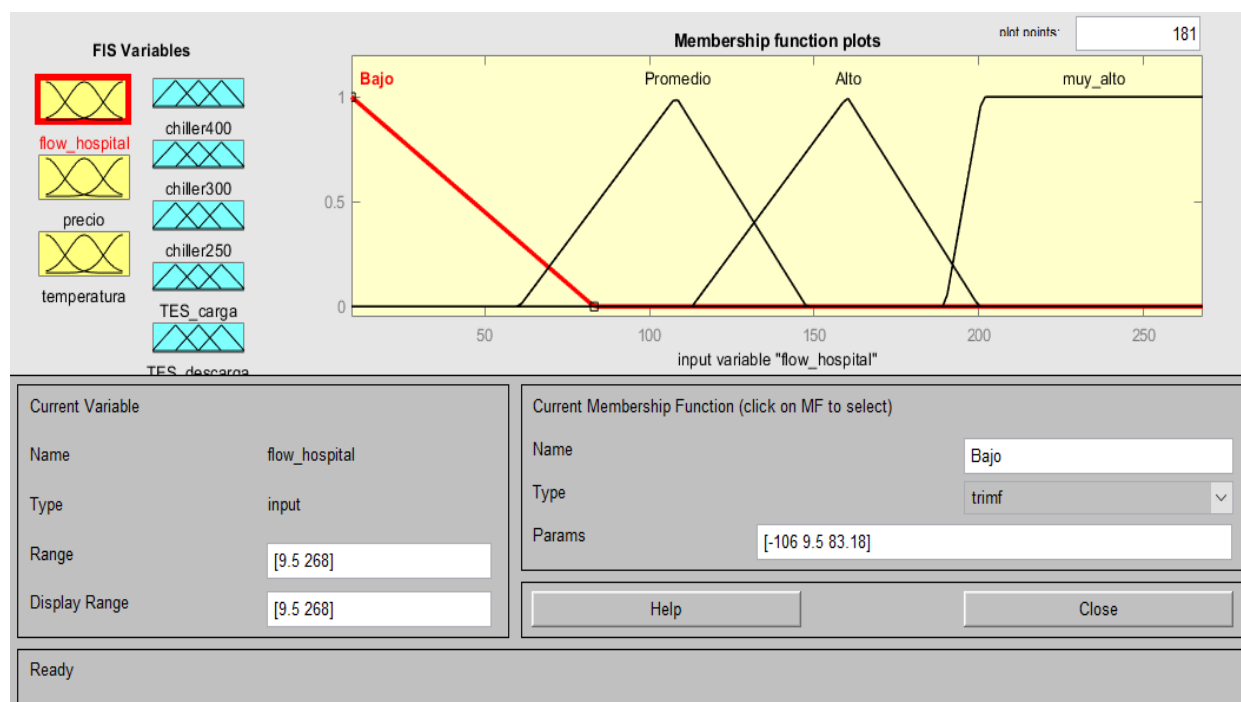 FIS Variables
flow_hospital
precio
temperatura
chiller400
chiller300
chiller250
TES_carga
TES_descarga
Membership function plots
plot points:
181
Bajo
Promedio
Alto
muy_alto
1
0.5
0
50
100
150
200
250
input variable "flow_hospital"
Current Variable
Name
flow_hospital
Type
input
Range
[9.5 268]
Display Range
[9.5 268]
Current Membership Function (click on MF to select)
Name
Bajo
Type
trimf
Params
[-106 9.5 83.18]
Help
Close
Ready